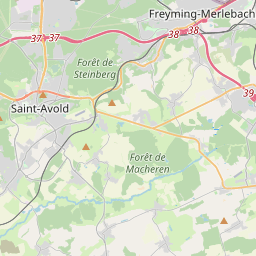 Freyming-Merlebach
37
37
38
38
Forêt de
Steinberg
39
Saint-Avold
Forêt de
Macheren